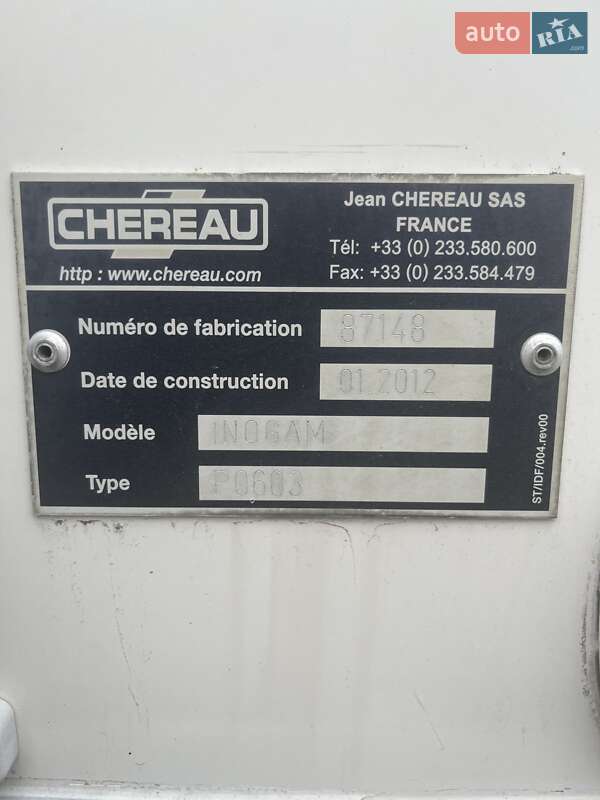 auto RIA .com
CHEREAU
http : www.chereau.com
Jean CHEREAU SAS
FRANCE
Tél: +33 (0) 233.580.600
Fax: +33 (0) 233.584.479
Numéro de fabrication 87148
Date de construction 01.2012
Modèle INOGAM
Type P0603
ST/IDF/004.rev00